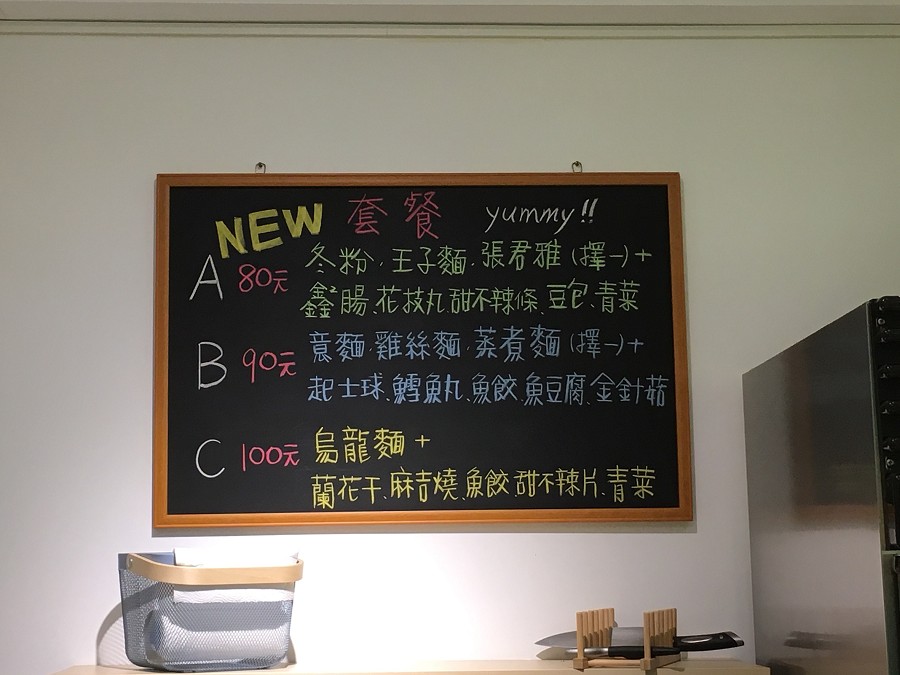 NEW 套餐 yummy!!
A 80元 冬粉、王子麵、張君雅(擇一)+
鑫鑫腸、花枝丸、甜不辣條、豆包、青菜
B 90元 意麵、雞絲麵、蒸煮麵(擇一)+
起士球、鱈魚丸、魚餃、魚豆腐、金針菇
C 100元 烏龍麵+
蘭花干、麻吉燒、魚餃、甜不辣片、青菜